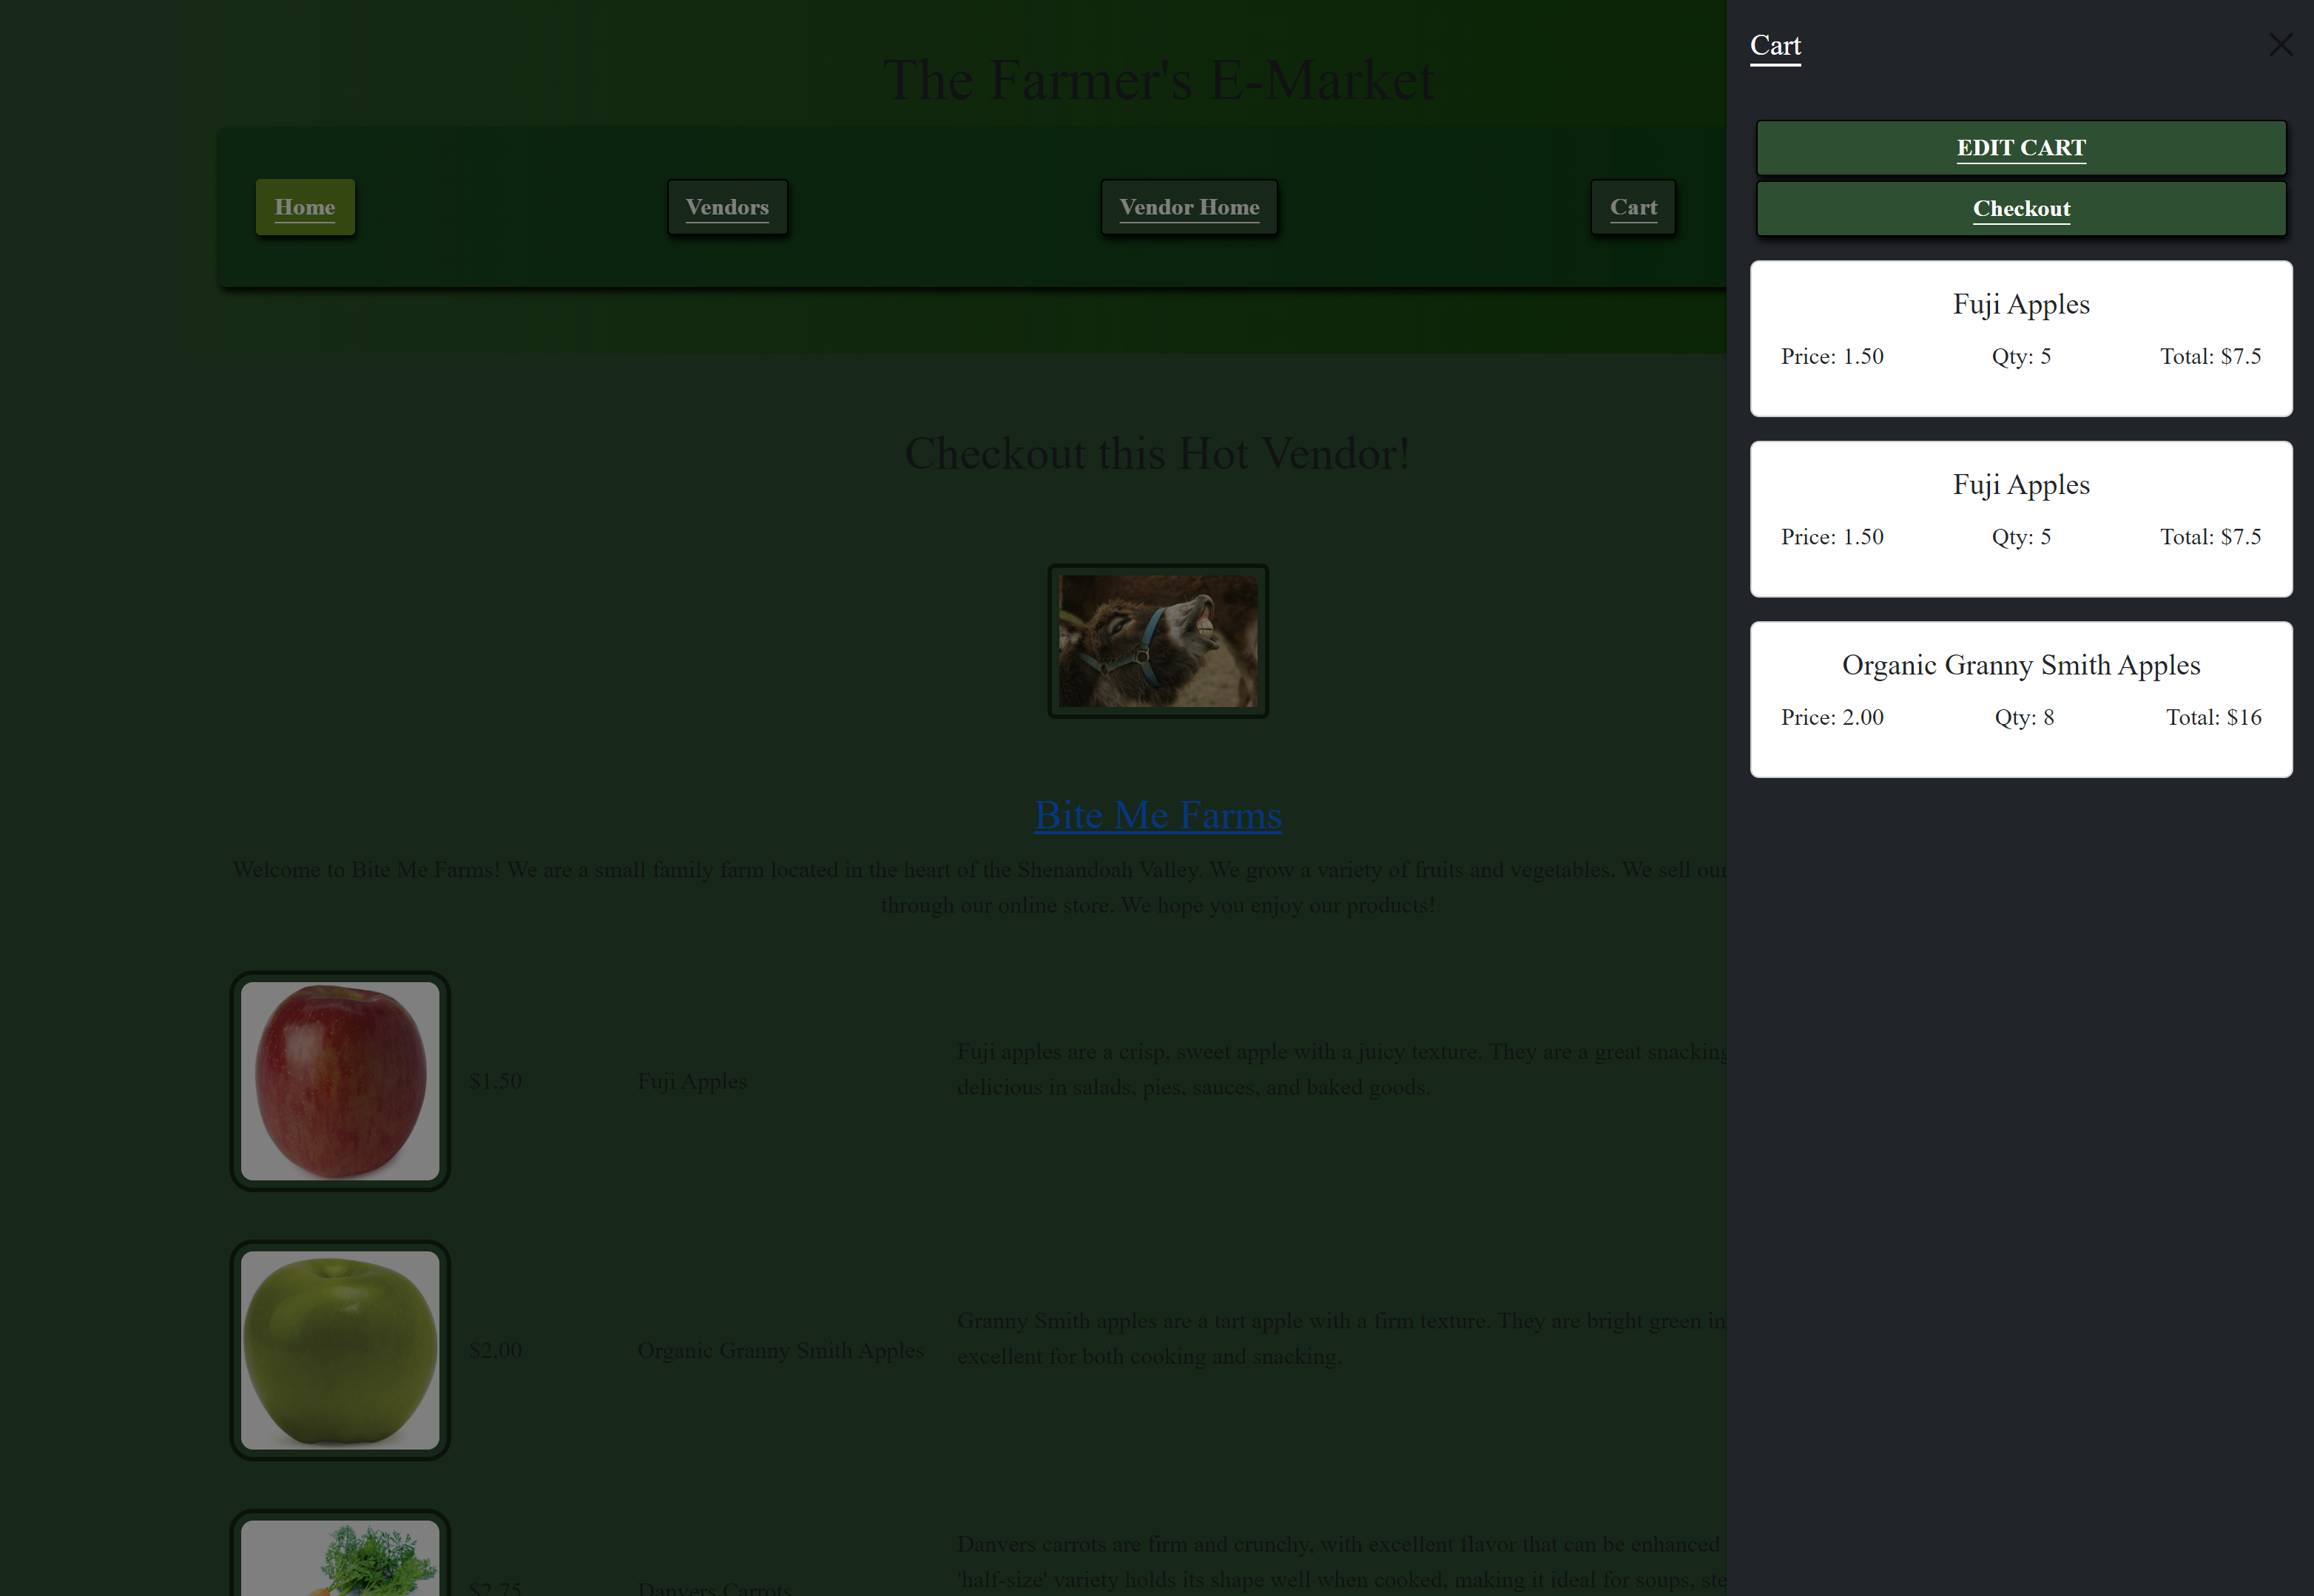 The Farmer's E-Market
Home
Vendors
Vendor Home
Cart
Checkout this Hot Vendor!
Bite Me Farms
Welcome to Bite Me Farms! We are a small family farm located in the heart of the Shenandoah Valley. We grow a variety of fruits and vegetables. We sell our
through our online store. We hope you enjoy our products!
$1.50
Fuji Apples
Fuji apples are a crisp, sweet apple with a juicy texture. They are a great snacking
delicious in salads, pies, sauces, and baked goods.
$2.00
Organic Granny Smith Apples
Granny Smith apples are a tart apple with a firm texture. They are bright green in
excellent for both cooking and snacking.
$2.75
Danvers Carrots
Danvers carrots are firm and crunchy, with excellent flavor that can be enhanced
'half-size' variety holds its shape well when cooked, making it ideal for soups,
Cart
EDIT CART
Checkout
Fuji Apples
Price: 1.50 Qty: 5 Total: $7.5
Fuji Apples
Price: 1.50 Qty: 5 Total: $7.5
Organic Granny Smith Apples
Price: 2.00 Qty: 8 Total: $16